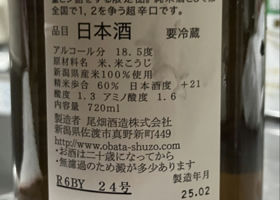 全国で1,2を争う超辛口です。
品目 日本酒 要冷蔵
アルコール分 18.5度
原材料名 米、米こうじ
新潟県産米100%使用
精米歩合 60% 日本酒度 +21
酸度 1.3 アミノ酸度 1.6
内容量 720ml
製造者 尾畑酒造株式会社
新潟県佐渡市真野新町449
http://www.obata-shuzo.com
・お酒は二十歳になってから
・無濾過のため澱が多少あります
製造年月
R6BY 24号 25.02